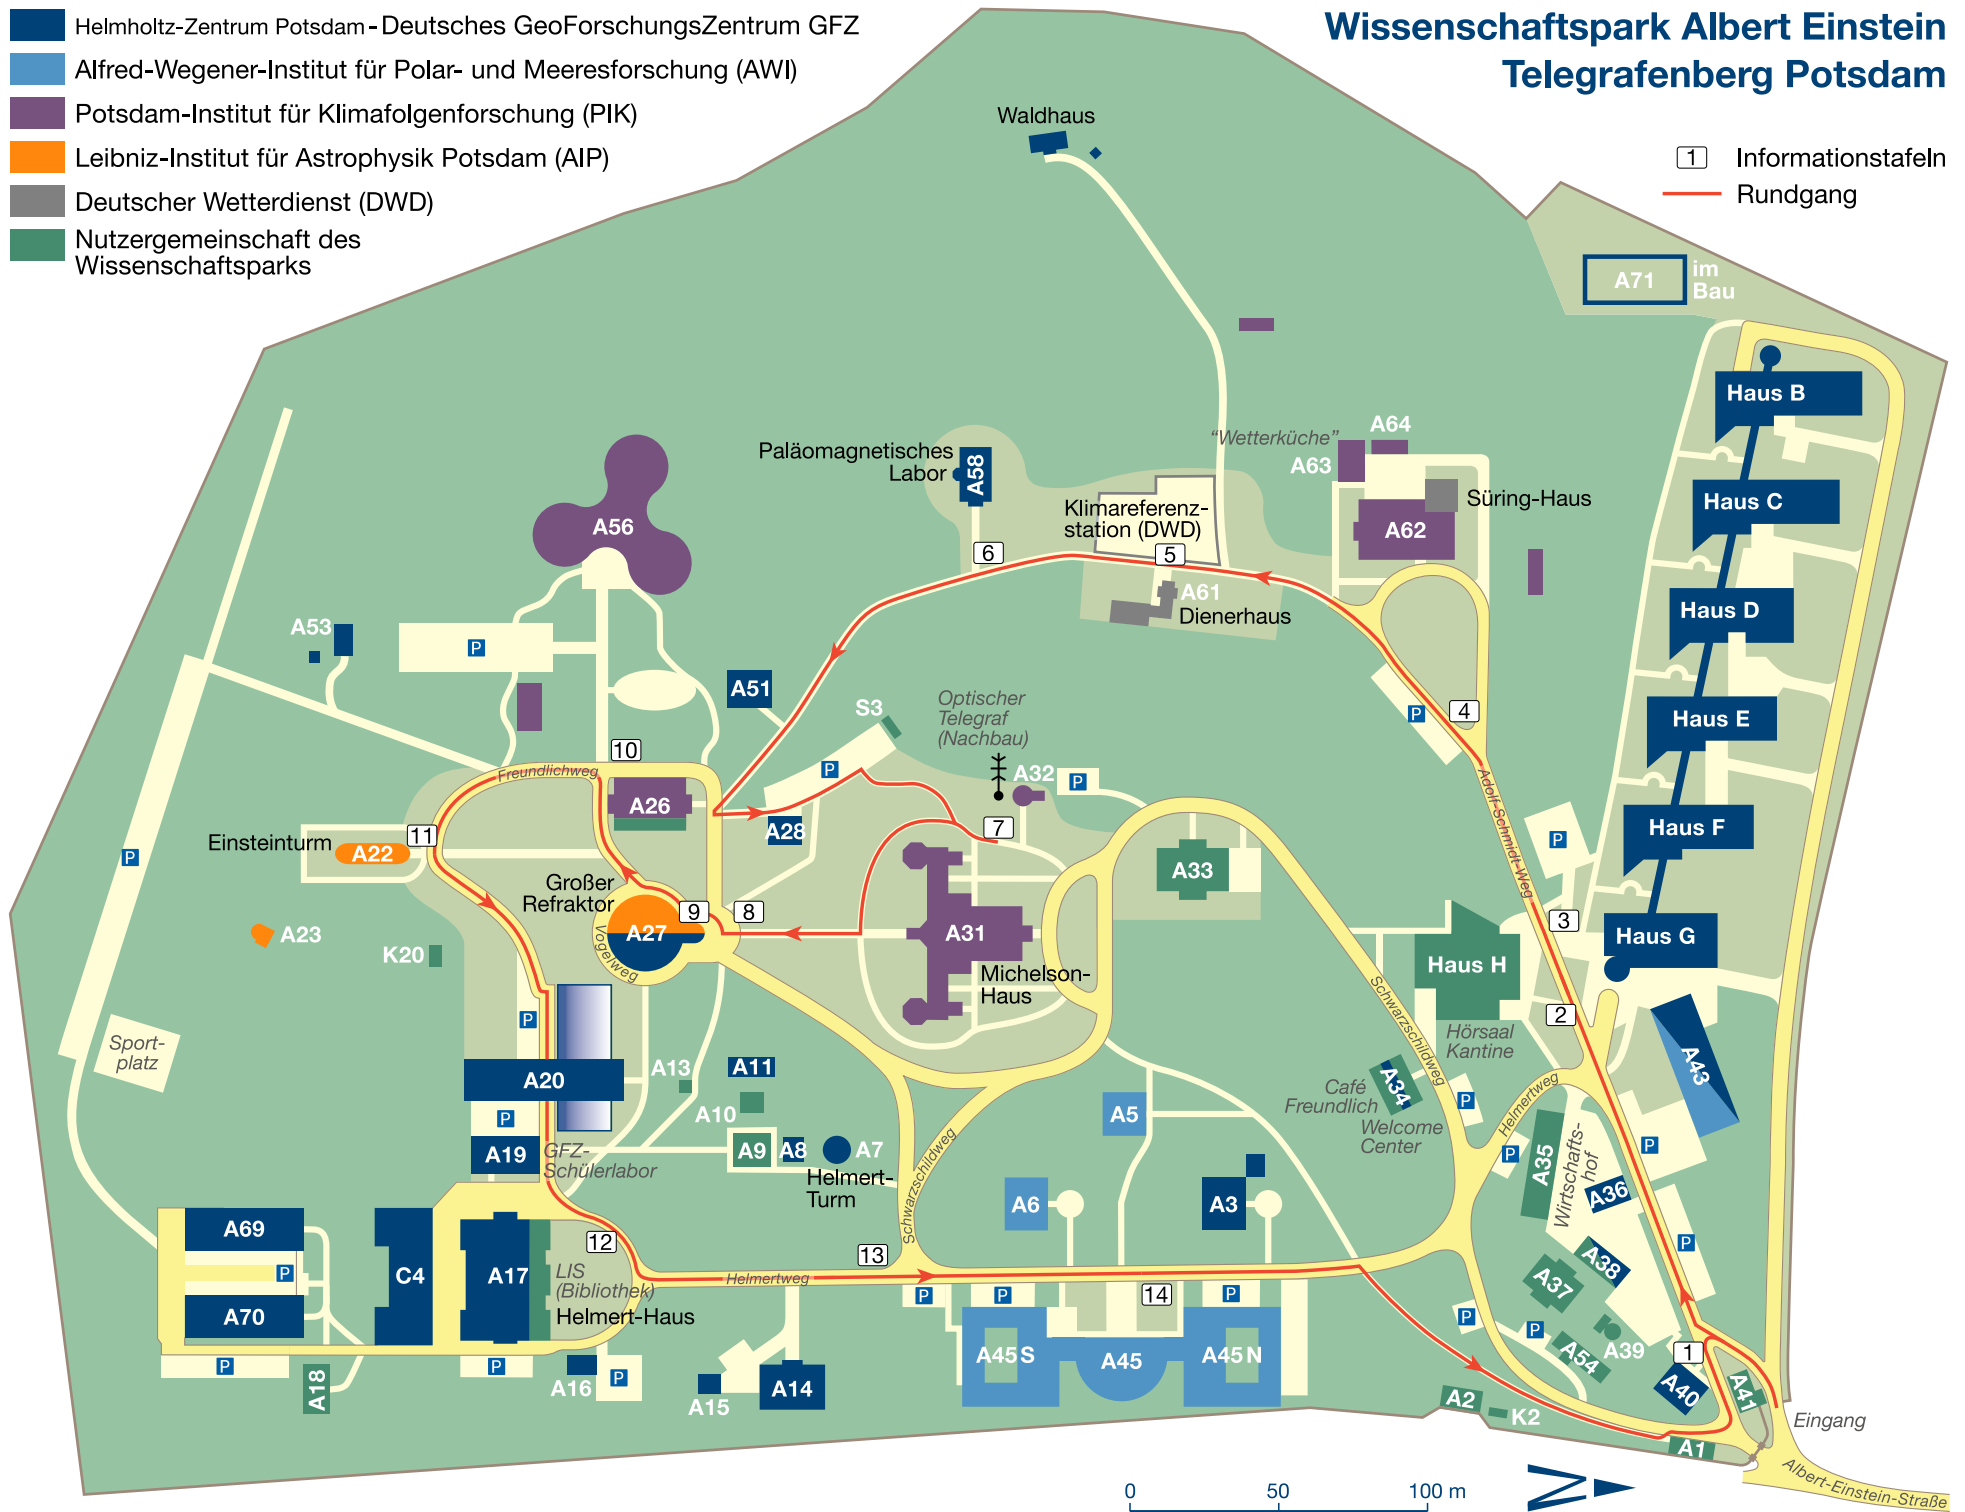 Helmholtz-Zentrum Potsdam - Deutsches GeoForschungsZentrum GFZ
Alfred-Wegener-Institut für Polar- und Meeresforschung (AWI)
Potsdam-Institut für Klimafolgenforschung (PIK)
Leibniz-Institut für Astrophysik Potsdam (AIP)
Deutscher Wetterdienst (DWD)
Nutzergemeinschaft des
Wissenschaftsparks
Wissenschaftspark Albert Einstein
Telegrafenberg Potsdam
1 Informationstafeln
Rundgang
Waldhaus
A71
im
Bau
Haus B
Haus C
Haus D
Haus E
Haus F
Haus G
"Wetterküche"
A64
A63
Süring-Haus
A62
Paläomagnetisches
Labor
A58
Klimareferenz-
station (DWD)
5
6
A61
Dienerhaus
A56
A53
P
A51
S3
Optischer
Telegraf
(Nachbau)
A32
P
P
4
P
Adolf-Schmidt-Weg
10
Freundlichweg
A26
A28
7
11
Einsteinturm
A22
P
Großer
Refraktor
9
8
A27
Vogelweg
A31
Michelson-
Haus
A33
P
3
Haus H
Hörsaal
Kantine
2
Schwarzschildweg
A43
A23
K20
P
Sport-
platz
A20
P
A19
GFZ-
Schülerlabor
A13
A11
A10
A9
A8
A7
Helmert-
Turm
A5
A6
A3
Schwarzschildweg
Café
Freundlich
A34
Welcome
Center
P
Helmertweg
P
A35
Wirtschafts-
hof
A36
P
P
A38
A37
A39
A54
P
P
A69
P
A70
C4
A17
LIS
(Bibliothek)
Helmert-Haus
12
13
Helmertweg
14
P
P
P
P
A18
P
A16
P
A15
A14
A45 S
A45
A45 N
1
A40
A41
A2
K2
A1
Eingang
Albert-Einstein-Straße
0 50 100 m
N